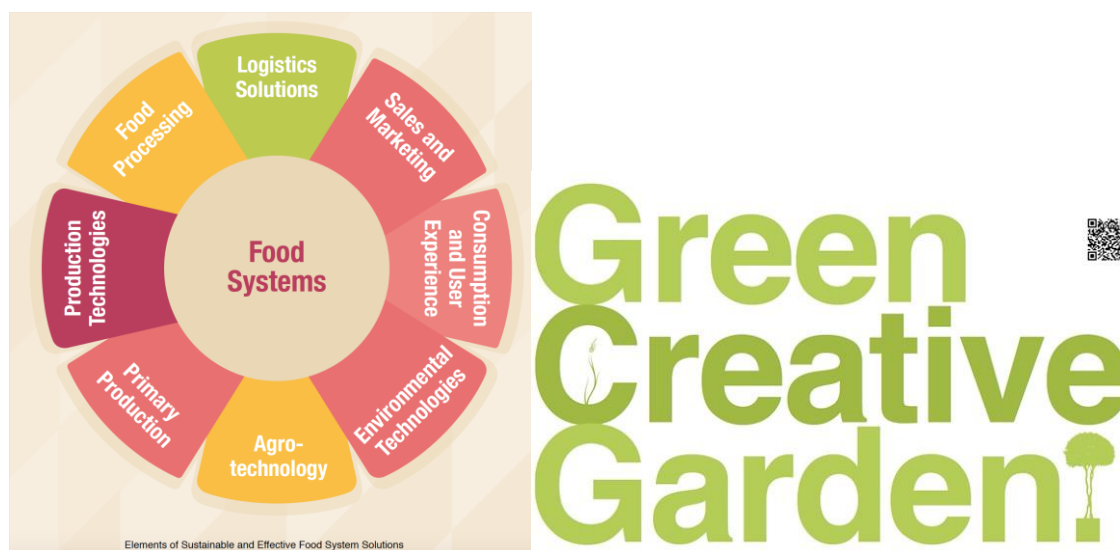 Logistics
Solutions
Sales and
Marketing
Consumption
and User
Experience
Environmental
Technologies
Agro-
technology
Primary
Production
Production
Technologies
Food
Processing
Food
Systems
Elements of Sustainable and Effective Food System Solutions
Green
Creative
Garden